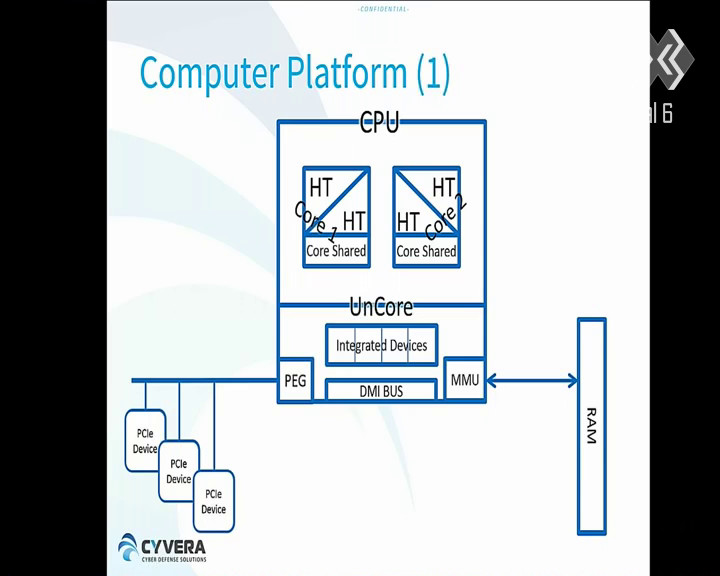 -CONFIDENTIAL-
Computer Platform (1)
al 6
CPU
HT
HT
Core 1
Core Shared
HT
HT
Core 2
Core Shared
UnCore
Integrated Devices
PEG
DMI BUS
MMU
RAM
PCIe
Device
PCIe
Device
PCIe
Device
CYVERA
CYBER DEFENSE SOLUTIONS